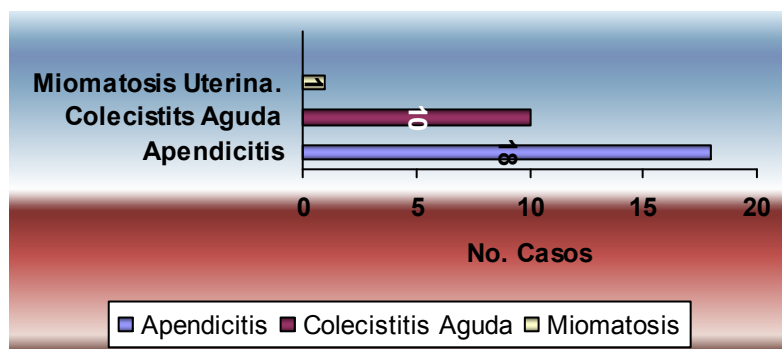 Miomatosis Uterina.
1
Colecistits Aguda
10
Apendicitis
18
0 5 10 15 20
No. Casos
Apendicitis Colecistitis Aguda Miomatosis